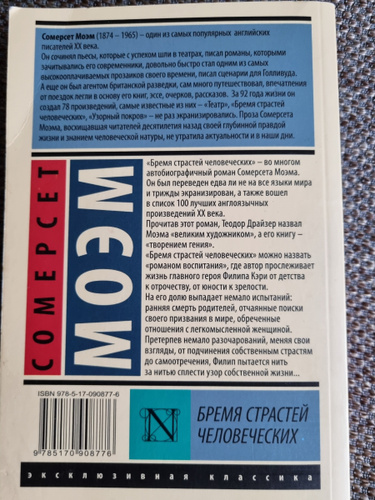 Сомерсет Моэм (1874 – 1965) – один из самых популярных английских
писателей XX века.
Он сочинял пьесы, которые с успехом шли в театрах, писал романы, которыми
зачитывались его современники, довольно быстро стал одним из самых
высокооплачиваемых прозаиков своего времени, писал сценарии для Голливуда.
А еще он был агентом британской разведки, сам много путешествовал, впечатления
от поездок легли в основу его книг, эссе, очерков, рассказов. За 92 года жизни он
создал 78 произведений, самые известные из них – «Театр», «Бремя страстей
человеческих», «Узорный покров» – не раз экранизировались. Проза Сомерсета
Моэма, восхищавшая читателей десятилетия назад своей глубинной правдой
жизни и знанием человеческой натуры, не утратила актуальности и в наши дни.
СОМЕРСЕТ
МОЭМ
«Бремя страстей человеческих» – во многом
автобиографичный роман Сомерсета Моэма.
Он был переведен едва ли не на все языки мира
и трижды экранизирован, а также вошел
в список 100 лучших англоязычных
произведений XX века.
Прочитав этот роман, Теодор Драйзер назвал
Моэма «великим художником», а его книгу –
«творением гения».
«Бремя страстей человеческих» можно назвать
«романом воспитания», где автор прослеживает
жизнь главного героя Филипа Кэри от детства
к отрочеству, от юности к зрелости.
На его долю выпадает немало испытаний:
ранняя смерть родителей, отчаянные поиски
своего призвания в мире, обреченные
отношения с легкомысленной женщиной.
Претерпев немало разочарований, меняя свои
взгляды, от подчинения собственным страстям
до самоотречения, Филип пытается нить
за нитью сплести узор собственной жизни...
ISBN 978-5-17-090877-6
9785170908776
N
БРЕМЯ СТРАСТЕЙ
ЧЕЛОВЕЧЕСКИХ
эксклюзивная классика